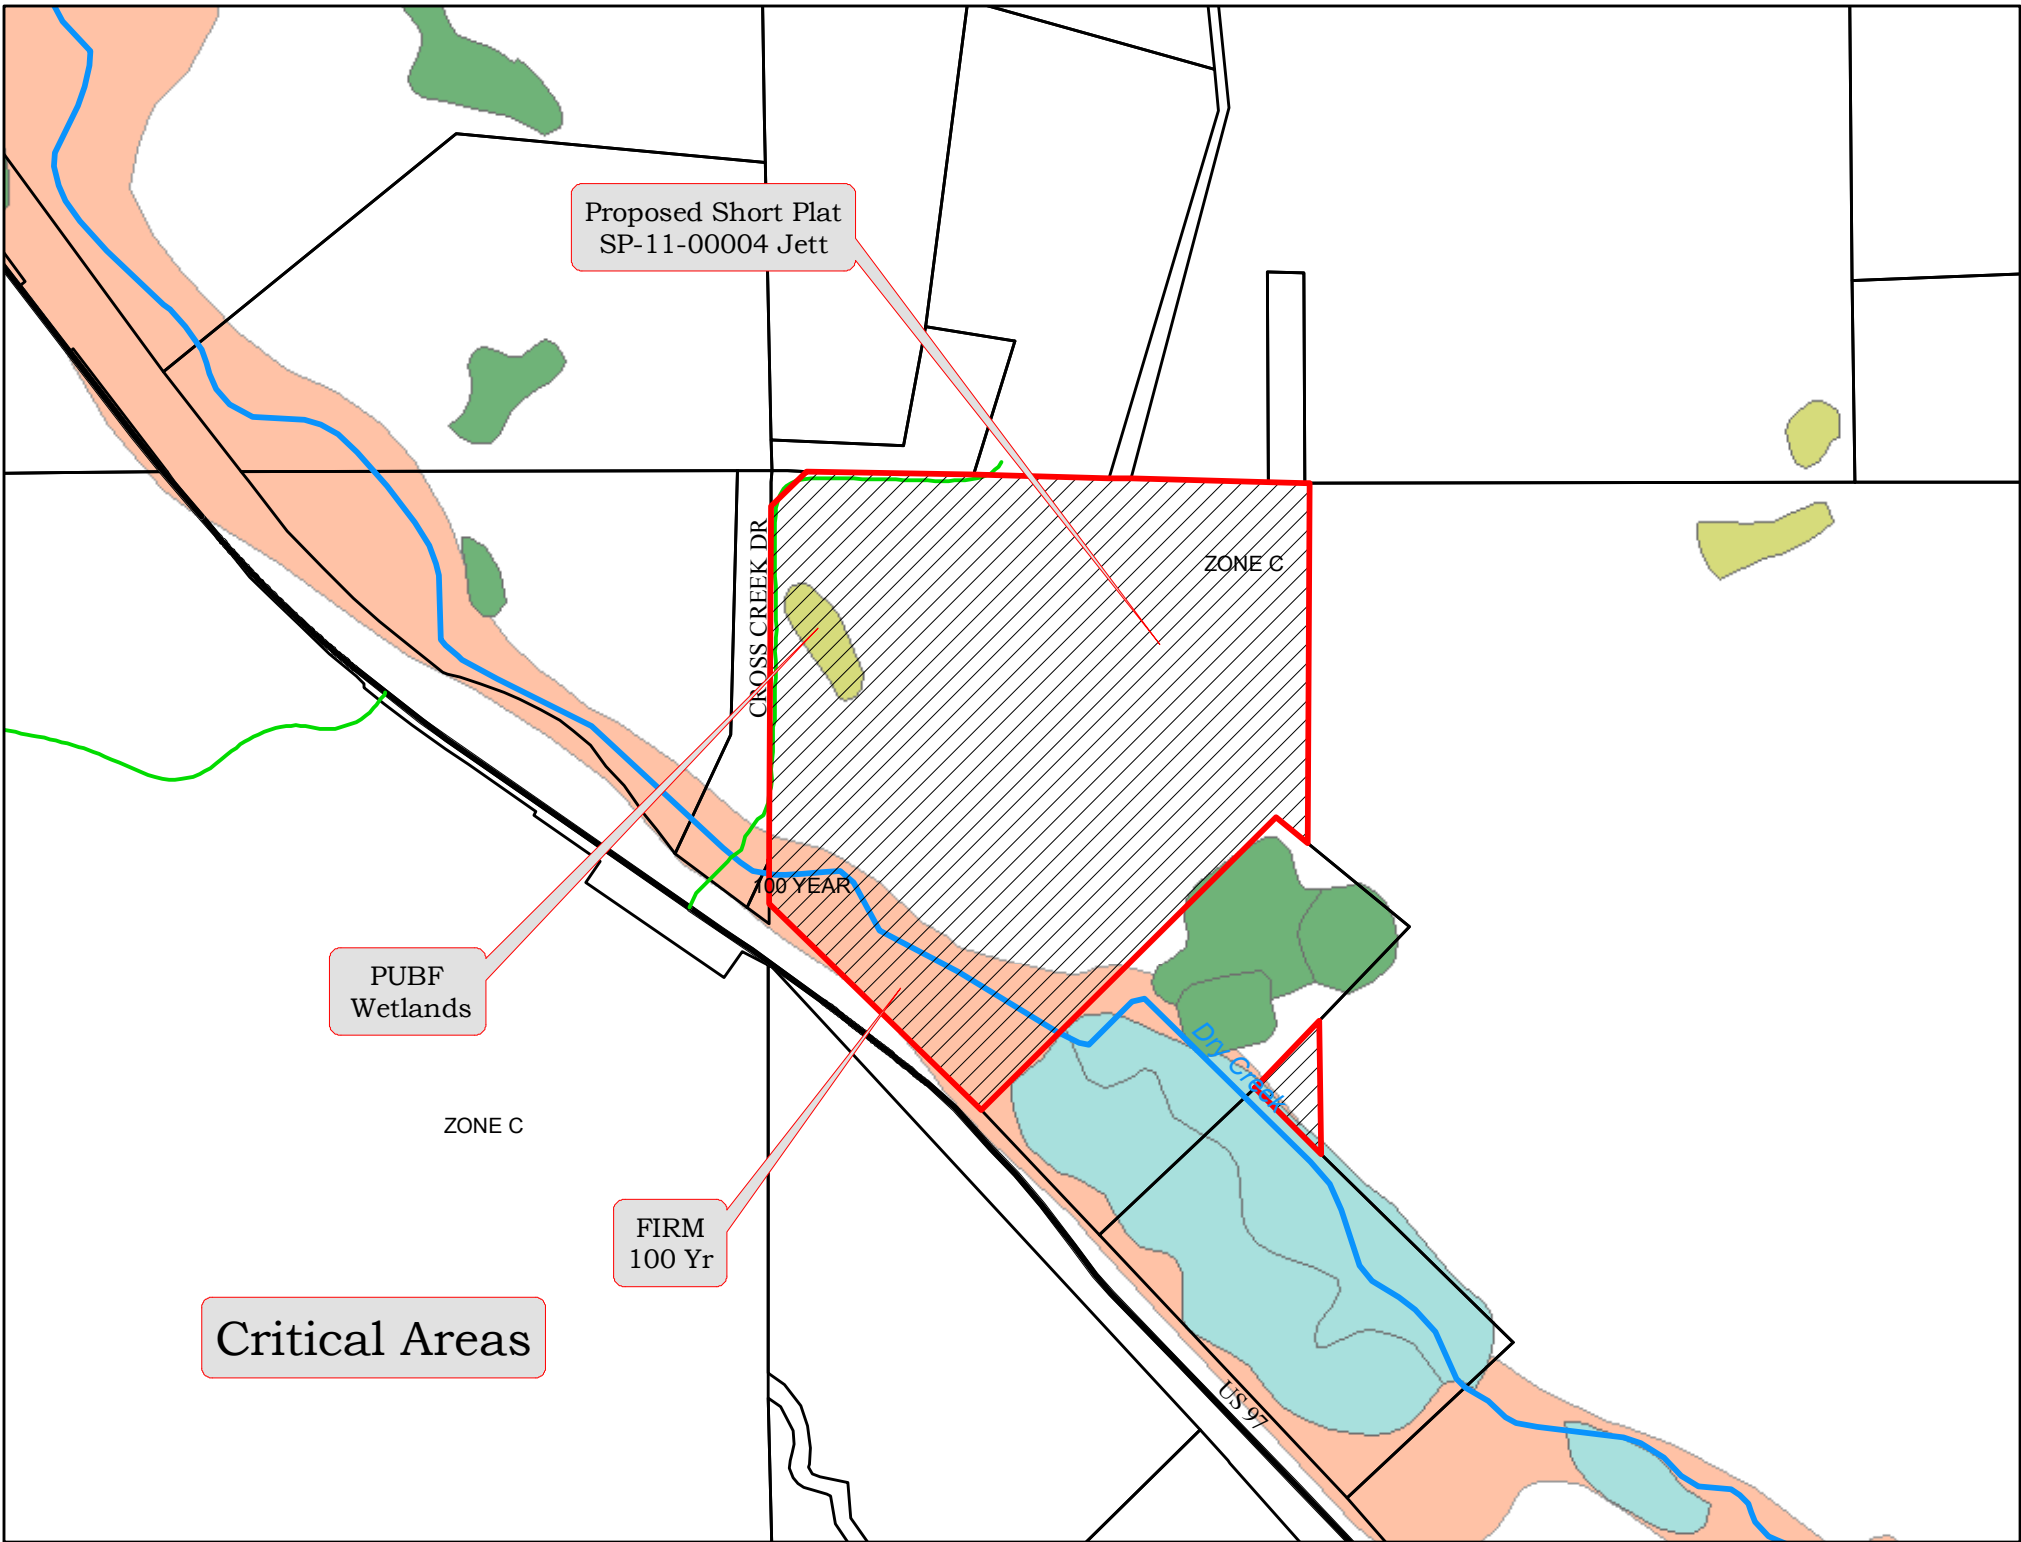 Proposed Short Plat
SP-11-00004 Jett
ZONE C
CROSS CREEK DR
100 YEAR
PUBF
Wetlands
Dry Creek
ZONE C
FIRM
100 Yr
Critical Areas
US 97